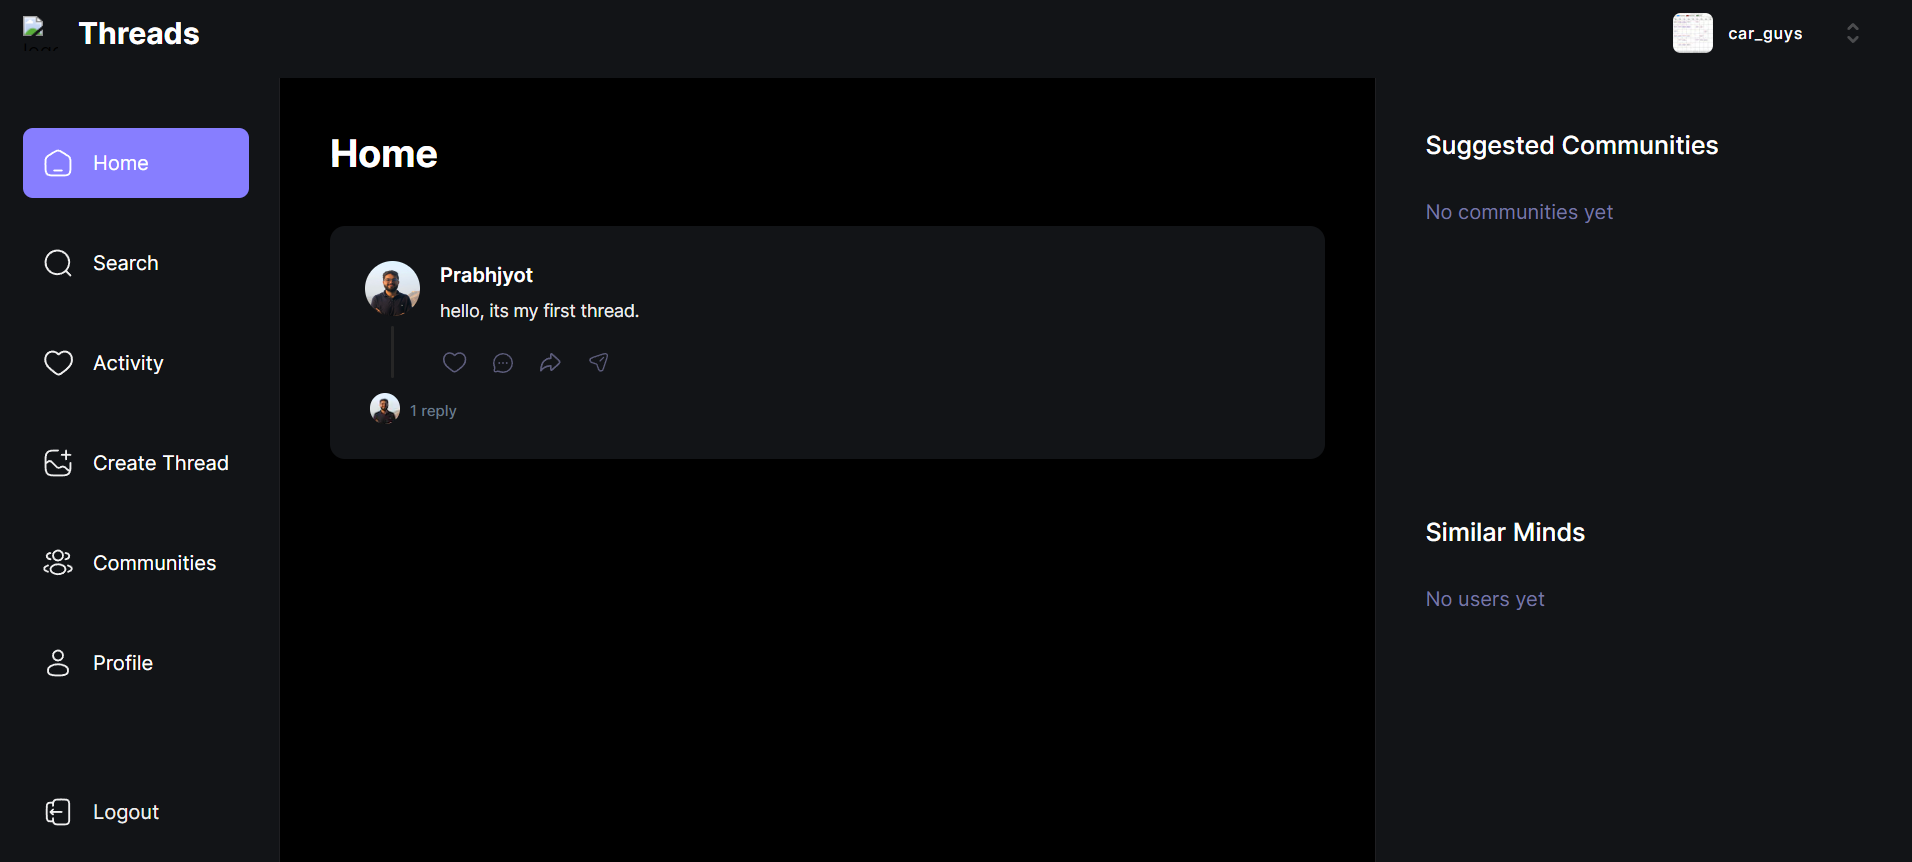 Threads
car_guys
Home
Search
Activity
Create Thread
Communities
Profile
Logout
Home
Prabhjyot
hello, its my first thread.
1 reply
Suggested Communities
No communities yet
Similar Minds
No users yet